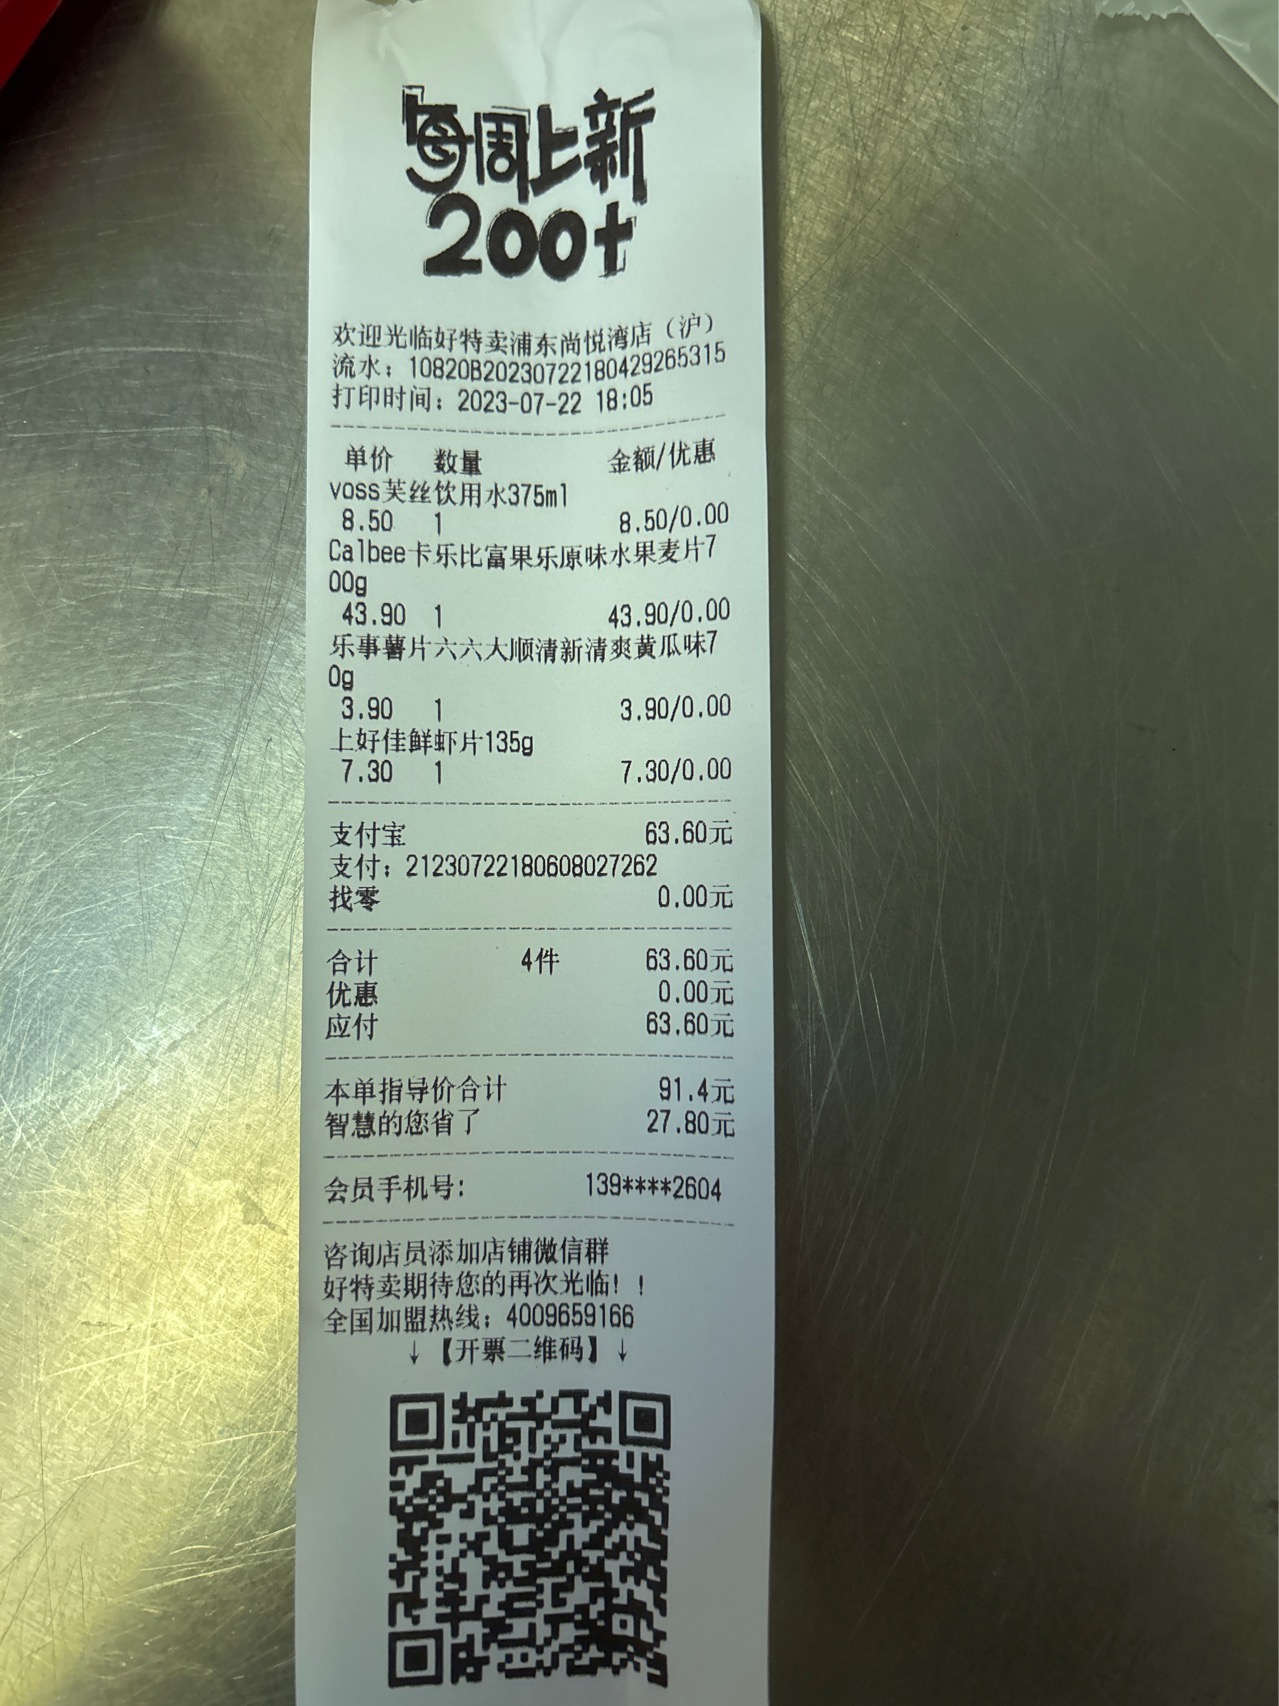 每周上新
200+
欢迎光临好特卖浦东尚悦湾店（沪）
流水：10820B202307221804292​65315
打印时间：2023-07-22 18:05
单价 数量 金额/优惠
voss芙丝饮用水375ml
8.50 1 8.50/0.00
Calbee卡乐比富果乐原味水果麦片7
00g
43.90 1 43.90/0.00
乐事薯片六六大顺清新清爽黄瓜味7
0g
3.90 1 3.90/0.00
上好佳鲜虾片135g
7.30 1 7.30/0.00
支付宝 63.60元
支付：21230722180608027262
找零 0.00元
合计 4件 63.60元
优惠 0.00元
应付 63.60元
本单指导价合计 91.4元
智慧的您省了 27.80元
会员手机号： 139****2604
咨询店员添加店铺微信群
好特卖期待您的再次光临！！
全国加盟热线：4009659166
↓【开票二维码】↓